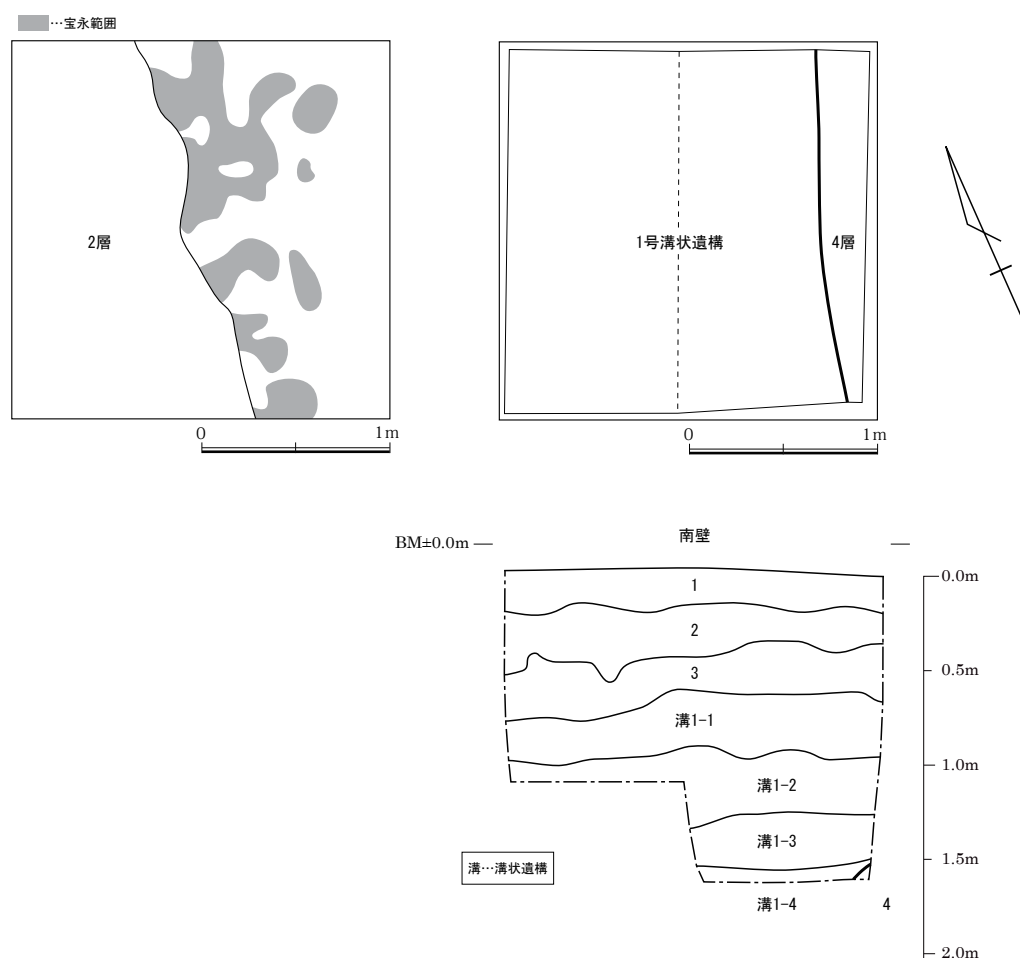 …宝永範囲
2層
1号溝状遺構
4層
0
1m
0
1m
南壁
BM±0.0m
0.0m
1
2
0.5m
3
溝1-1
1.0m
溝1-2
溝1-3
1.5m
溝…溝状遺構
溝1-4
4
2.0m